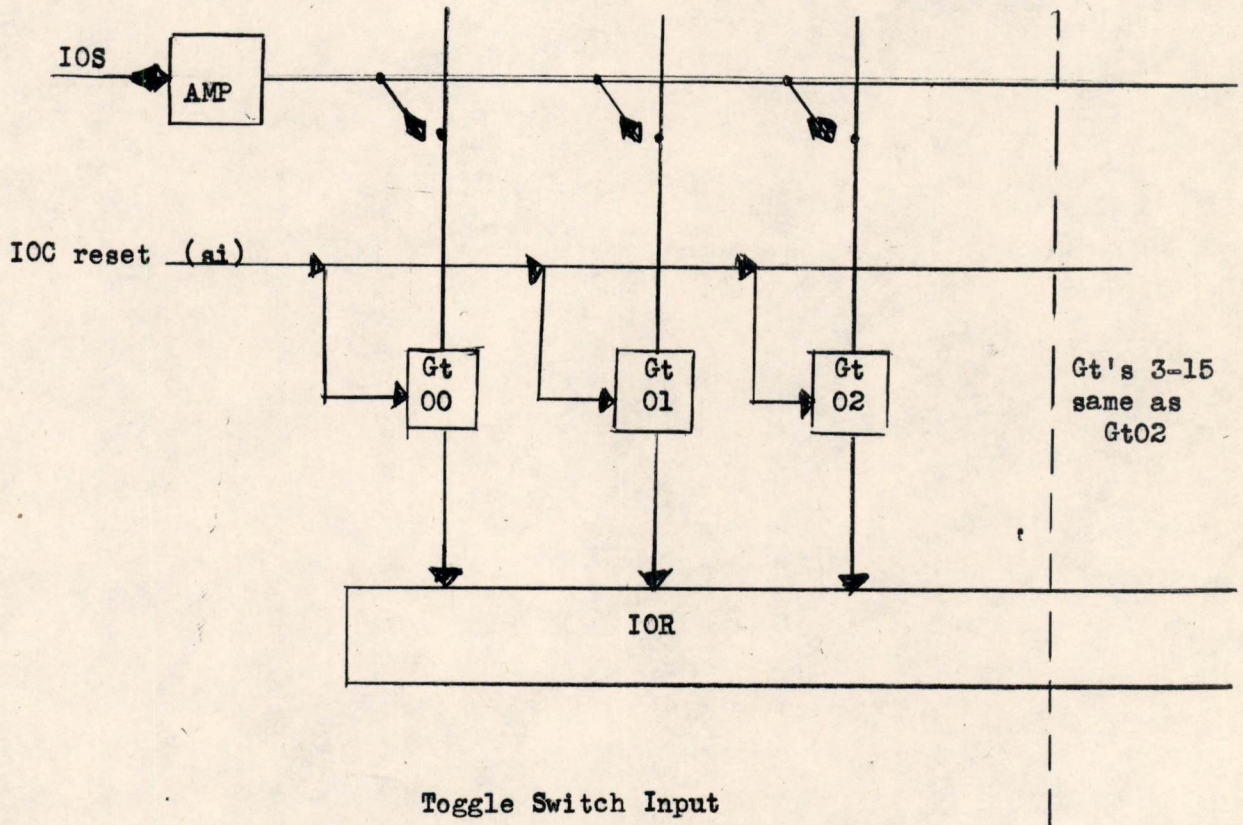 IOS
AMP
IOC reset (si)
Gt
00
Gt
01
Gt
02
Gt's 3-15
same as
Gt02
IOR
Toggle Switch Input